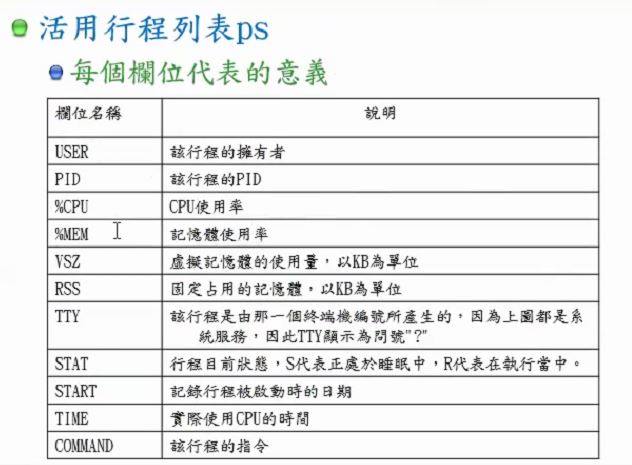 活用行程列表ps
每個欄位代表的意義
欄位名稱 說明
USER 該行程的擁有者
PID 該行程的PID
%CPU CPU使用率
%MEM 記憶體使用率
VSZ 虛擬記憶體的使用量，以KB為單位
RSS 固定占用的記憶體。以KB為單位
TTY 該行程是由那一個終端機編號所產生的，因為上圖都是系
統服務，因此TTY顯示為問號"?"
STAT 行程目前狀態，S代表正處於睡眠中，R代表在執行當中。
START 記錄行程被啟動時的日期
TIME 實際使用CPU的時間
COMMAND 該行程的指令